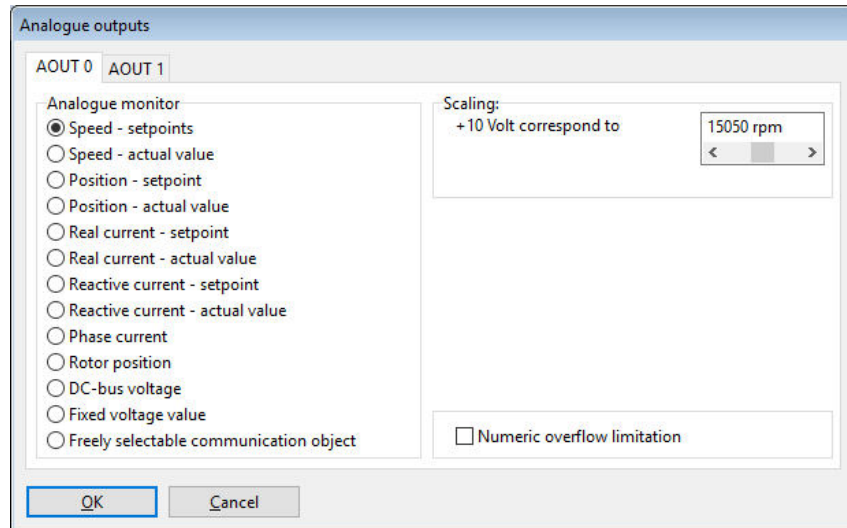 Analogue outputs
AOUT 0 AOUT 1
Analogue monitor
Speed - setpoints
Speed - actual value
Position - setpoint
Position - actual value
Real current - setpoint
Real current - actual value
Reactive current - setpoint
Reactive current - actual value
Phase current
Rotor position
DC-bus voltage
Fixed voltage value
Freely selectable communication object
Scaling:
+10 Volt correspond to 15050 rpm
Numeric overflow limitation
OK Cancel